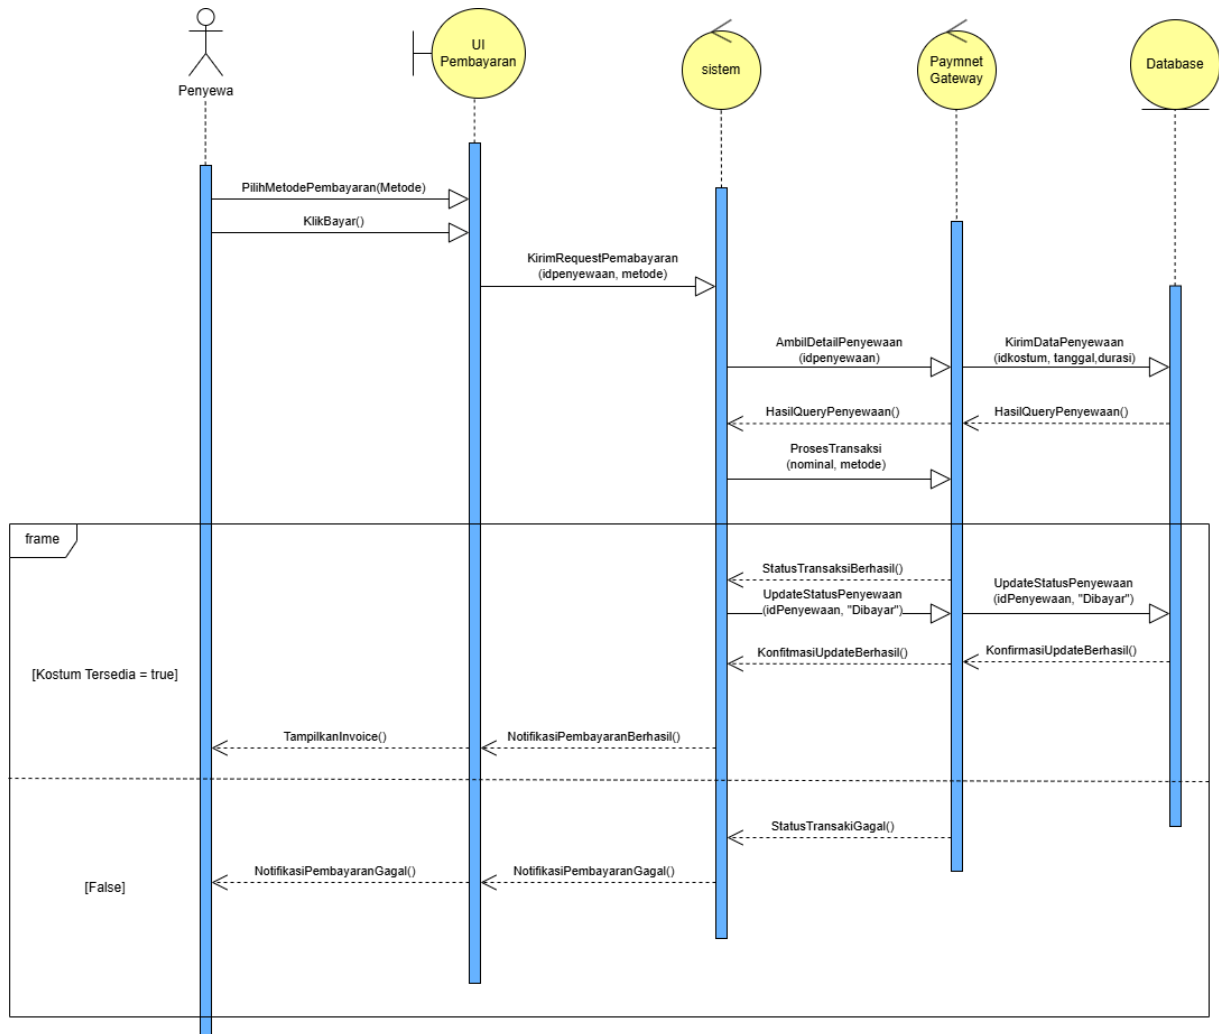 Penyewa
UI
Pembayaran
sistem
Paymnet
Gateway
Database
PilihMetodePembayaran(Metode)
KlikBayar()
KirimRequestPemabayaran
(idpenyewaan, metode)
AmbilDetailPenyewaan
(idpenyewaan)
KirimDataPenyewaan
(idkostum, tanggal,durasi)
HasilQueryPenyewaan()
HasilQueryPenyewaan()
ProsesTransaksi
(nominal, metode)
frame
StatusTransaksiBerhasil()
UpdateStatusPenyewaan
(idPenyewaan, "Dibayar")
UpdateStatusPenyewaan
(idPenyewaan, "Dibayar")
KonfitmasiUpdateBerhasil()
KonfirmasiUpdateBerhasil()
[Kostum Tersedia = true]
TampilkanInvoice()
NotifikasiPembayaranBerhasil()
StatusTransakiGagal()
NotifikasiPembayaranGagal()
NotifikasiPembayaranGagal()
[False]